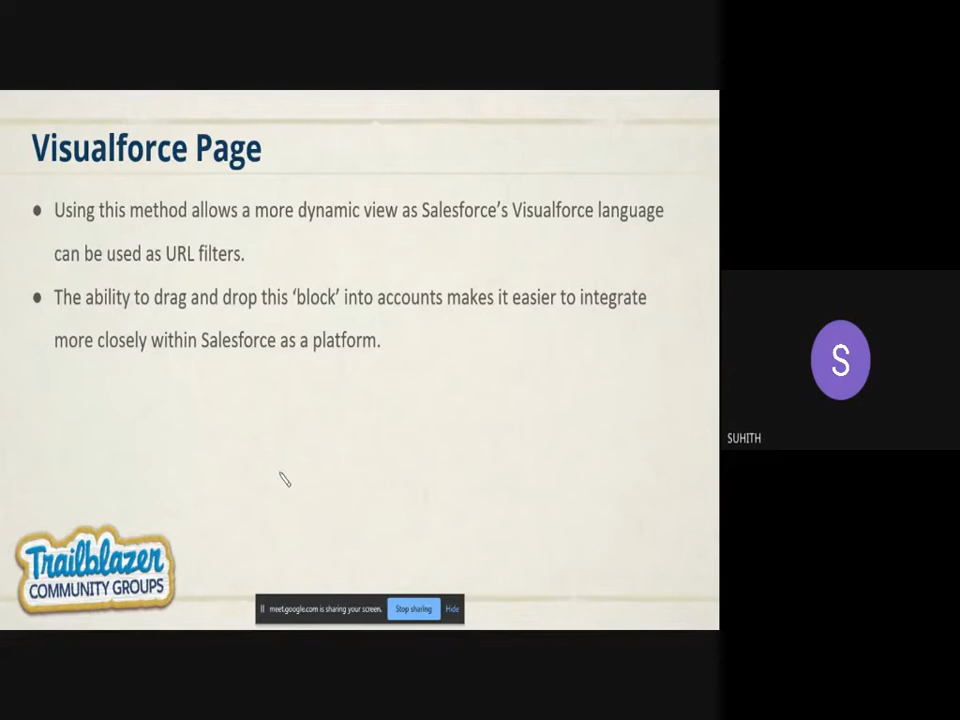 Visualforce Page
● Using this method allows a more dynamic view as Salesforce’s Visualforce language
can be used as URL filters.
● The ability to drag and drop this ‘block’ into accounts makes it easier to integrate
more closely within Salesforce as a platform.
S
SUHITH
Trailblazer
COMMUNITY GROUPS
meet.google.com is sharing your screen. Stop sharing Hide